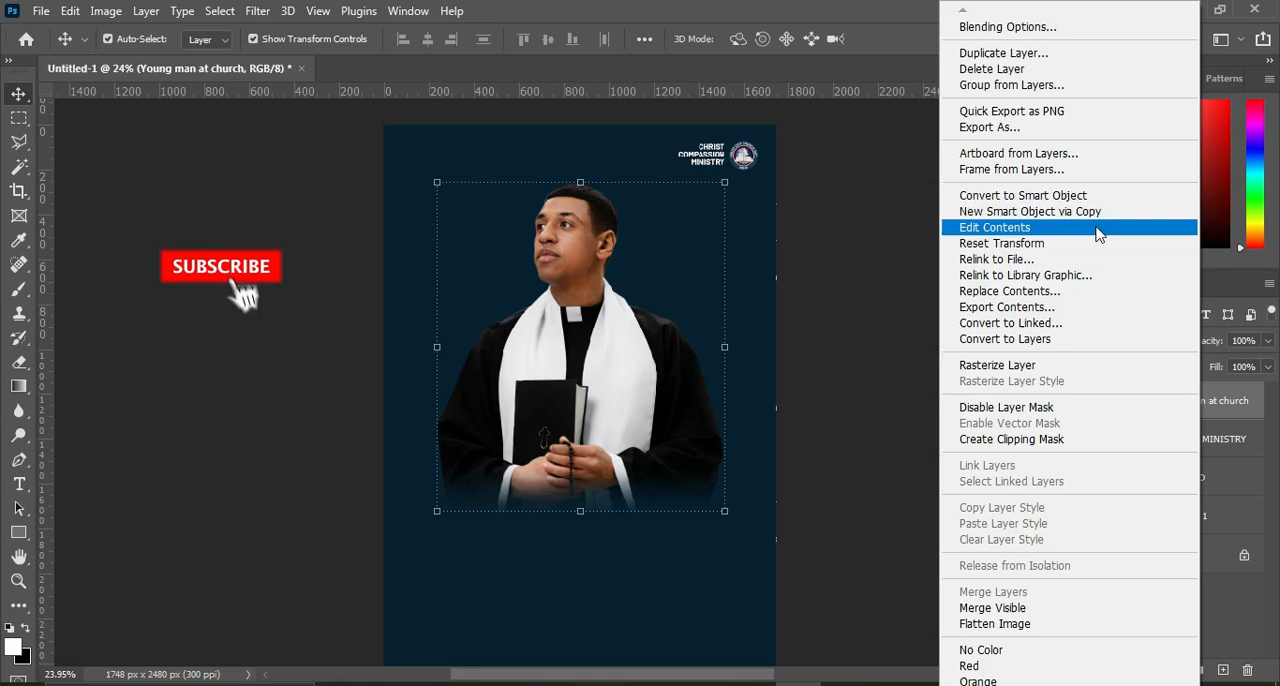 Ps File Edit Image Layer Type Select Filter 3D View Plugins Window Help
Auto-Select: Layer Show Transform Controls 3D Mode:
Untitled-1 @ 24% (Young man at church, RGB/8) *
1400 1200 1000 800 600 400 200 0 200 400 600 800 1000 1200 1400 1600 1800 2000 2200
CHRIST
COMPASSION
MINISTRY
SUBSCRIBE
Blending Options...
Duplicate Layer...
Delete Layer
Group from Layers...
Quick Export as PNG
Export As...
Artboard from Layers...
Frame from Layers...
Convert to Smart Object
New Smart Object via Copy
Edit Contents
Reset Transform
Relink to File...
Relink to Library Graphic...
Replace Contents...
Export Contents...
Convert to Linked...
Convert to Layers
Rasterize Layer
Rasterize Layer Style
Disable Layer Mask
Enable Vector Mask
Create Clipping Mask
Link Layers
Select Linked Layers
Copy Layer Style
Paste Layer Style
Clear Layer Style
Release from Isolation
Merge Layers
Merge Visible
Flatten Image
No Color
Red
Orange
Patterns
100%
Fill: 100%
at church
MINISTRY
1
23.95% 1748 px x 2480 px (300 ppi)